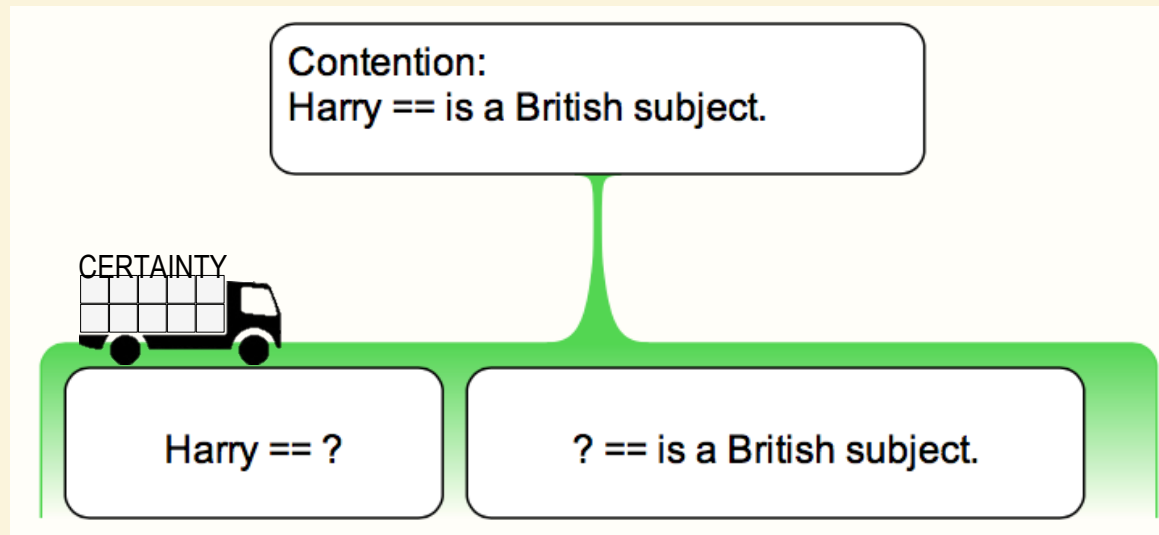 Contention:
Harry == is a British subject.
CERTAINTY
Harry == ?
? == is a British subject.